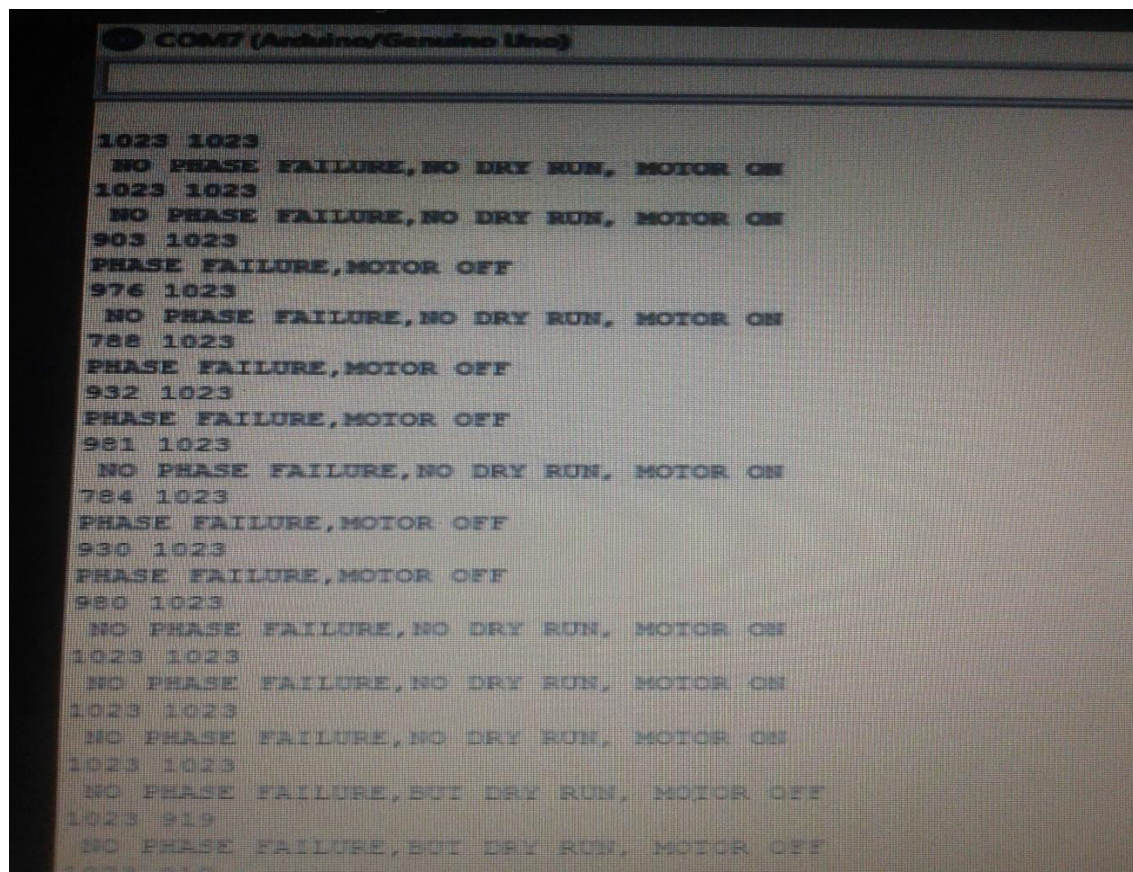 COM7 (Arduino/Genuino Uno)
1023 1023
NO PHASE FAILURE,NO DRY RUN, MOTOR ON
1023 1023
NO PHASE FAILURE,NO DRY RUN, MOTOR ON
903 1023
PHASE FAILURE,MOTOR OFF
976 1023
NO PHASE FAILURE,NO DRY RUN, MOTOR ON
788 1023
PHASE FAILURE,MOTOR OFF
932 1023
PHASE FAILURE,MOTOR OFF
981 1023
NO PHASE FAILURE,NO DRY RUN, MOTOR ON
784 1023
PHASE FAILURE,MOTOR OFF
930 1023
PHASE FAILURE,MOTOR OFF
980 1023
NO PHASE FAILURE,NO DRY RUN, MOTOR ON
1023 1023
NO PHASE FAILURE,NO DRY RUN, MOTOR ON
1023 1023
NO PHASE FAILURE,NO DRY RUN, MOTOR ON
1023 1023
NO PHASE FAILURE,BUT DRY RUN, MOTOR OFF
1023 919
NO PHASE FAILURE,BUT DRY RUN, MOTOR OFF